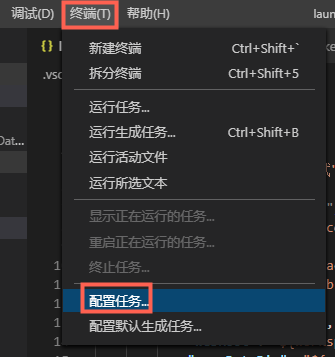 调试(D) 终端(T) 帮助(H) lau
{}
.vsc
新建终端 Ctrl+Shift+`
拆分终端 Ctrl+Shift+5
运行任务...
运行生成任务... Ctrl+Shift+B
运行活动文件
运行所选文本
显示正在运行的任务...
重启正在运行的任务...
终止任务...
配置任务...
配置默认生成任务...